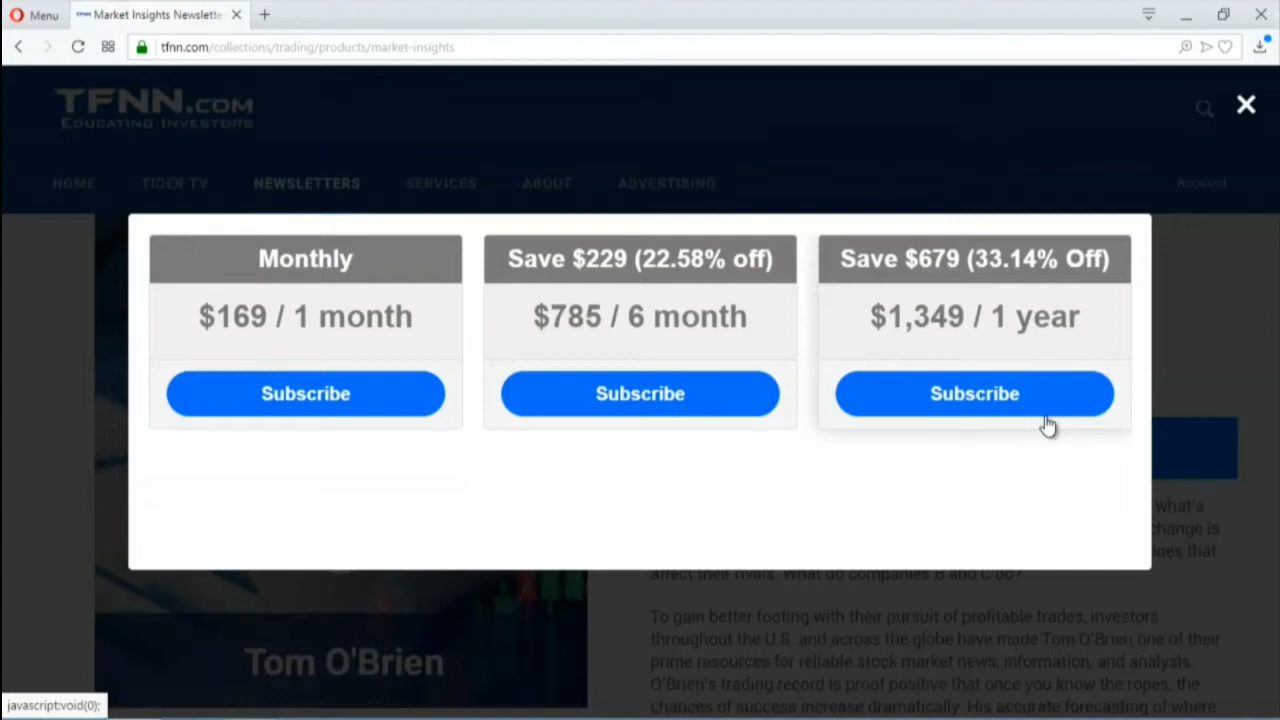 Menu
TFNN Market Insights Newslette
tfnn.com/collections/trading/products/market-insights
TFNN.COM
EDUCATING INVESTORS
HOME
TIGER TV
NEWSLETTERS
SERVICES
ABOUT
ADVERTISING
Account
Monthly
$169 / 1 month
Subscribe
Save $229 (22.58% off)
$785 / 6 month
Subscribe
Save $679 (33.14% Off)
$1,349 / 1 year
Subscribe
what's
change is
does that
affect their rivals. What do companies B and C do?
To gain better footing with their pursuit of profitable trades, investors
throughout the U.S. and across the globe have made Tom O'Brien one of their
prime resources for reliable stock market news, information, and analysis.
O'Brien's trading record is proof positive that once you know the ropes, the
chances of success increase dramatically. His accurate forecasting of where
Tom O'Brien
javascript:void(0);